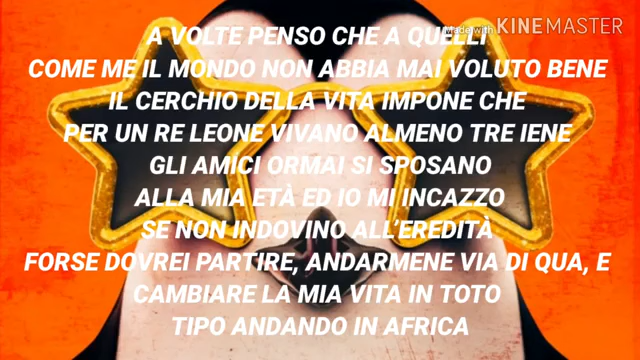 Made with KINEMASTER
A VOLTE PENSO CHE A QUELLI
COME ME IL MONDO NON ABBIA MAI VOLUTO BENE
IL CERCHIO DELLA VITA IMPONE CHE
PER UN RE LEONE VIVANO ALMENO TRE IENE
GLI AMICI ORMAI SI SPOSANO
ALLA MIA ETÀ ED IO MI INCAZZO
SE NON INDOVINO ALL’EREDITÀ
FORSE DOVREI PARTIRE, ANDARMENE VIA DI QUA, E
CAMBIARE LA MIA VITA IN TOTO
TIPO ANDANDO IN AFRICA